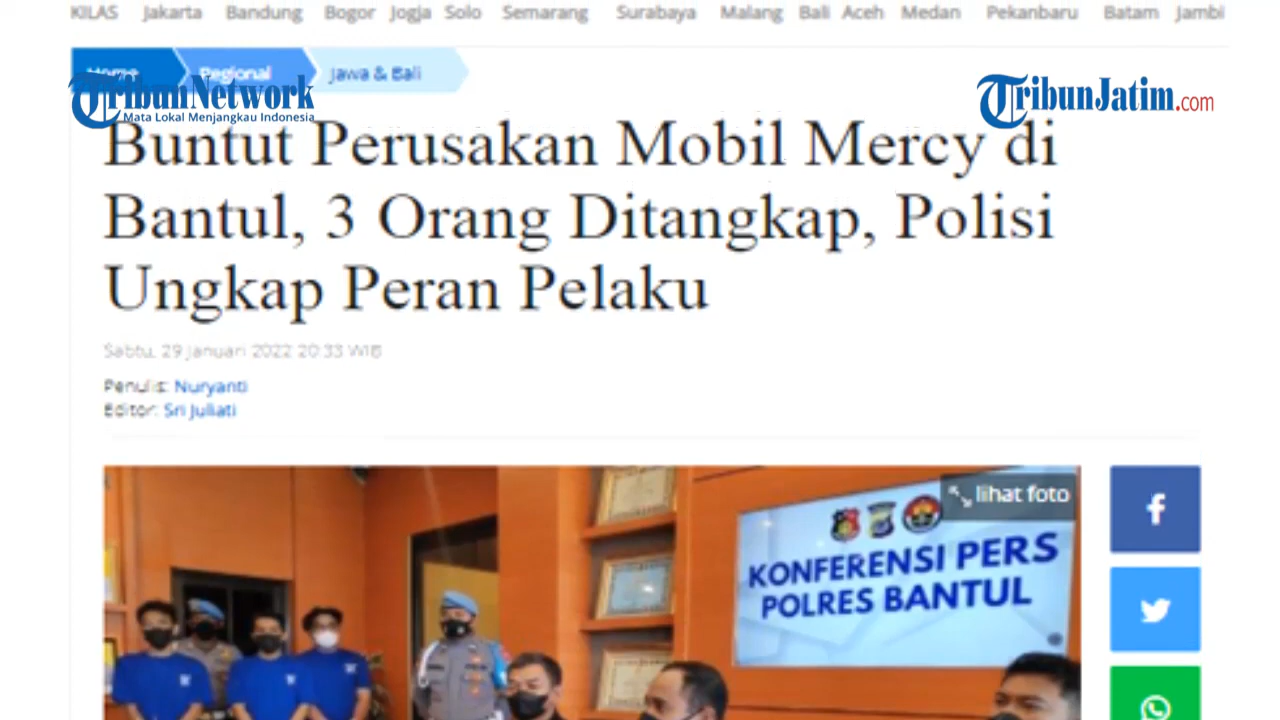 KILAS Jakarta Bandung Bogor Jogja Solo Semarang Surabaya Malang Bali Aceh Medan Pekanbaru Batam Jambi
Home Regional Jawa & Bali
TribunNetwork
Mata Lokal Menjangkau Indonesia
TribunJatim.com
Buntut Perusakan Mobil Mercy di
Bantul, 3 Orang Ditangkap, Polisi
Ungkap Peran Pelaku
Sabtu, 29 Januari 2022 20:33 WIB
Penulis: Nuryanti
Editor: Sri Juliati
lihat foto
KONFERENSI PERS
POLRES BANTUL